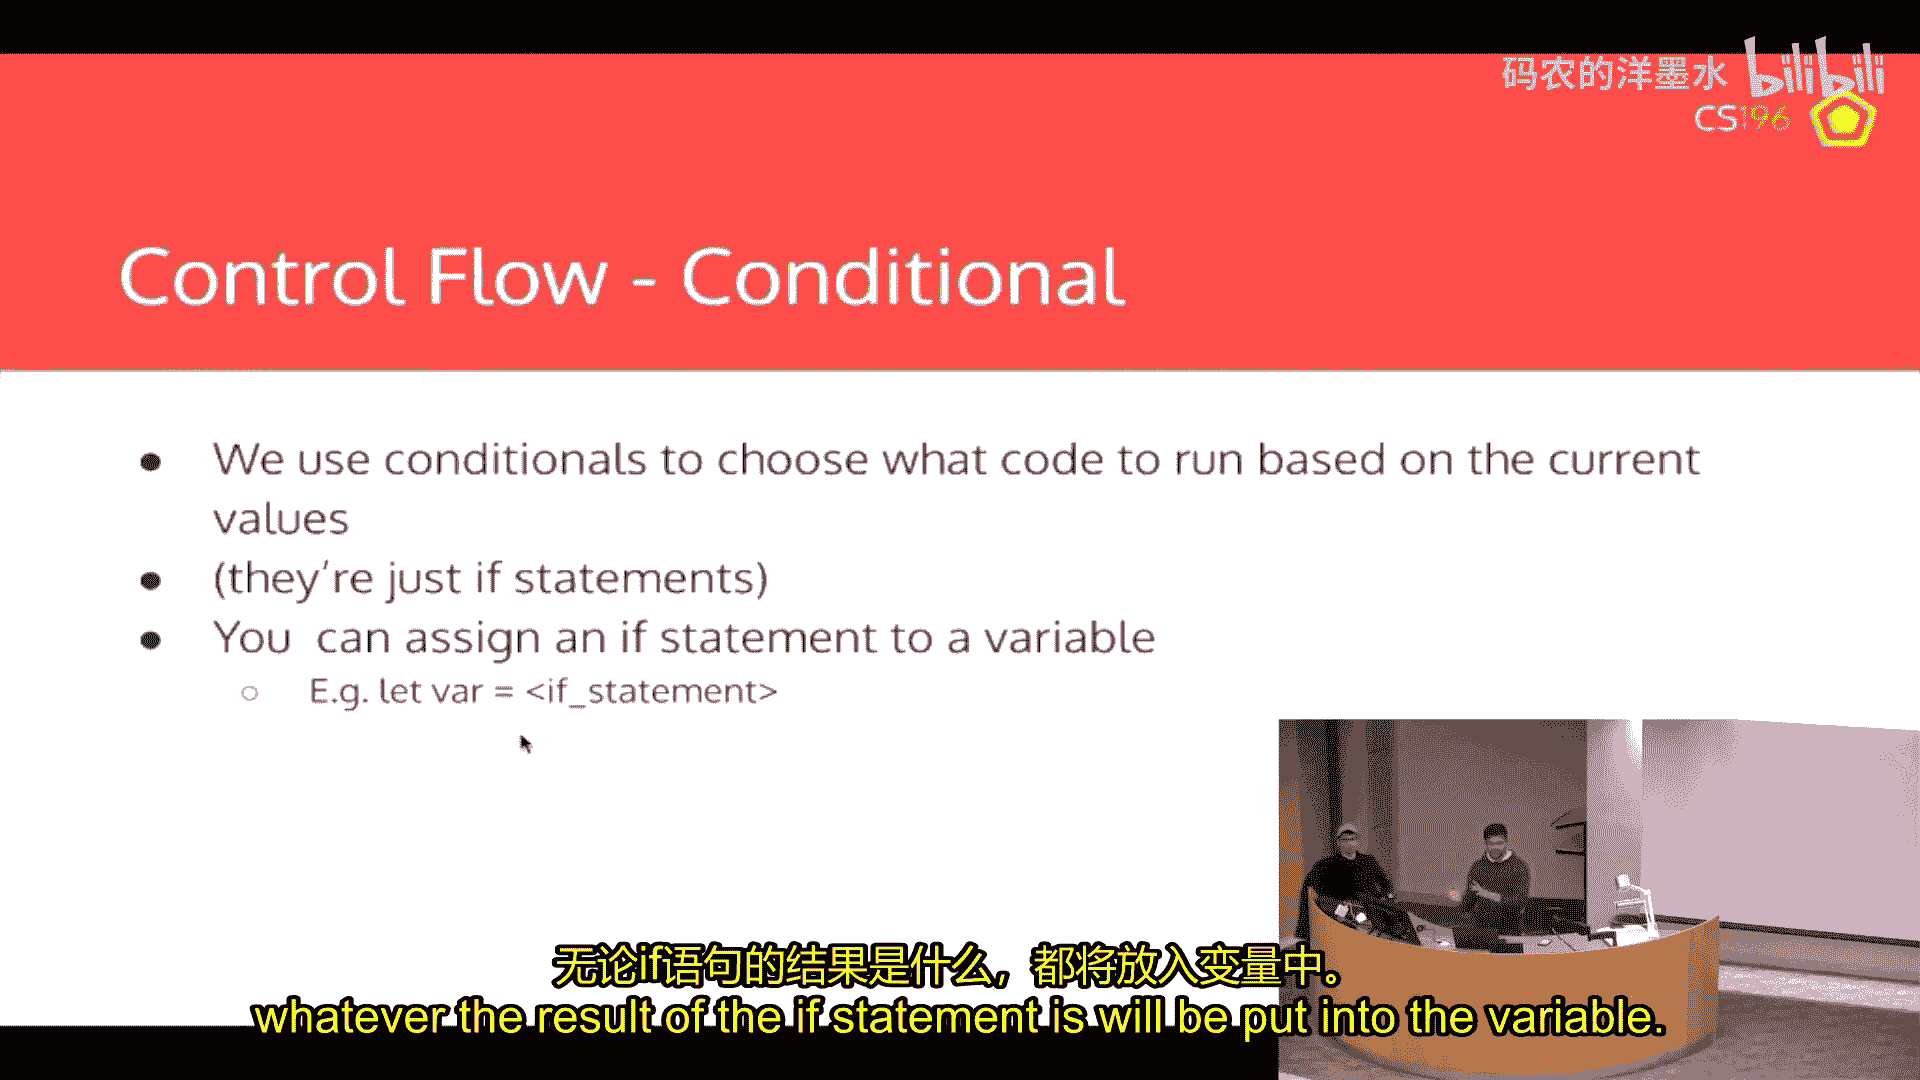 码农的洋墨水 bilibili
CS196
Control Flow - Conditional
● We use conditionals to choose what code to run based on the current
values
● (they're just if statements)
● You can assign an if statement to a variable
○ E.g. let var = <if_statement>
无论if语句的结果是什么，都将放入变量中。
whatever the result of the if statement is will be put into the variable.